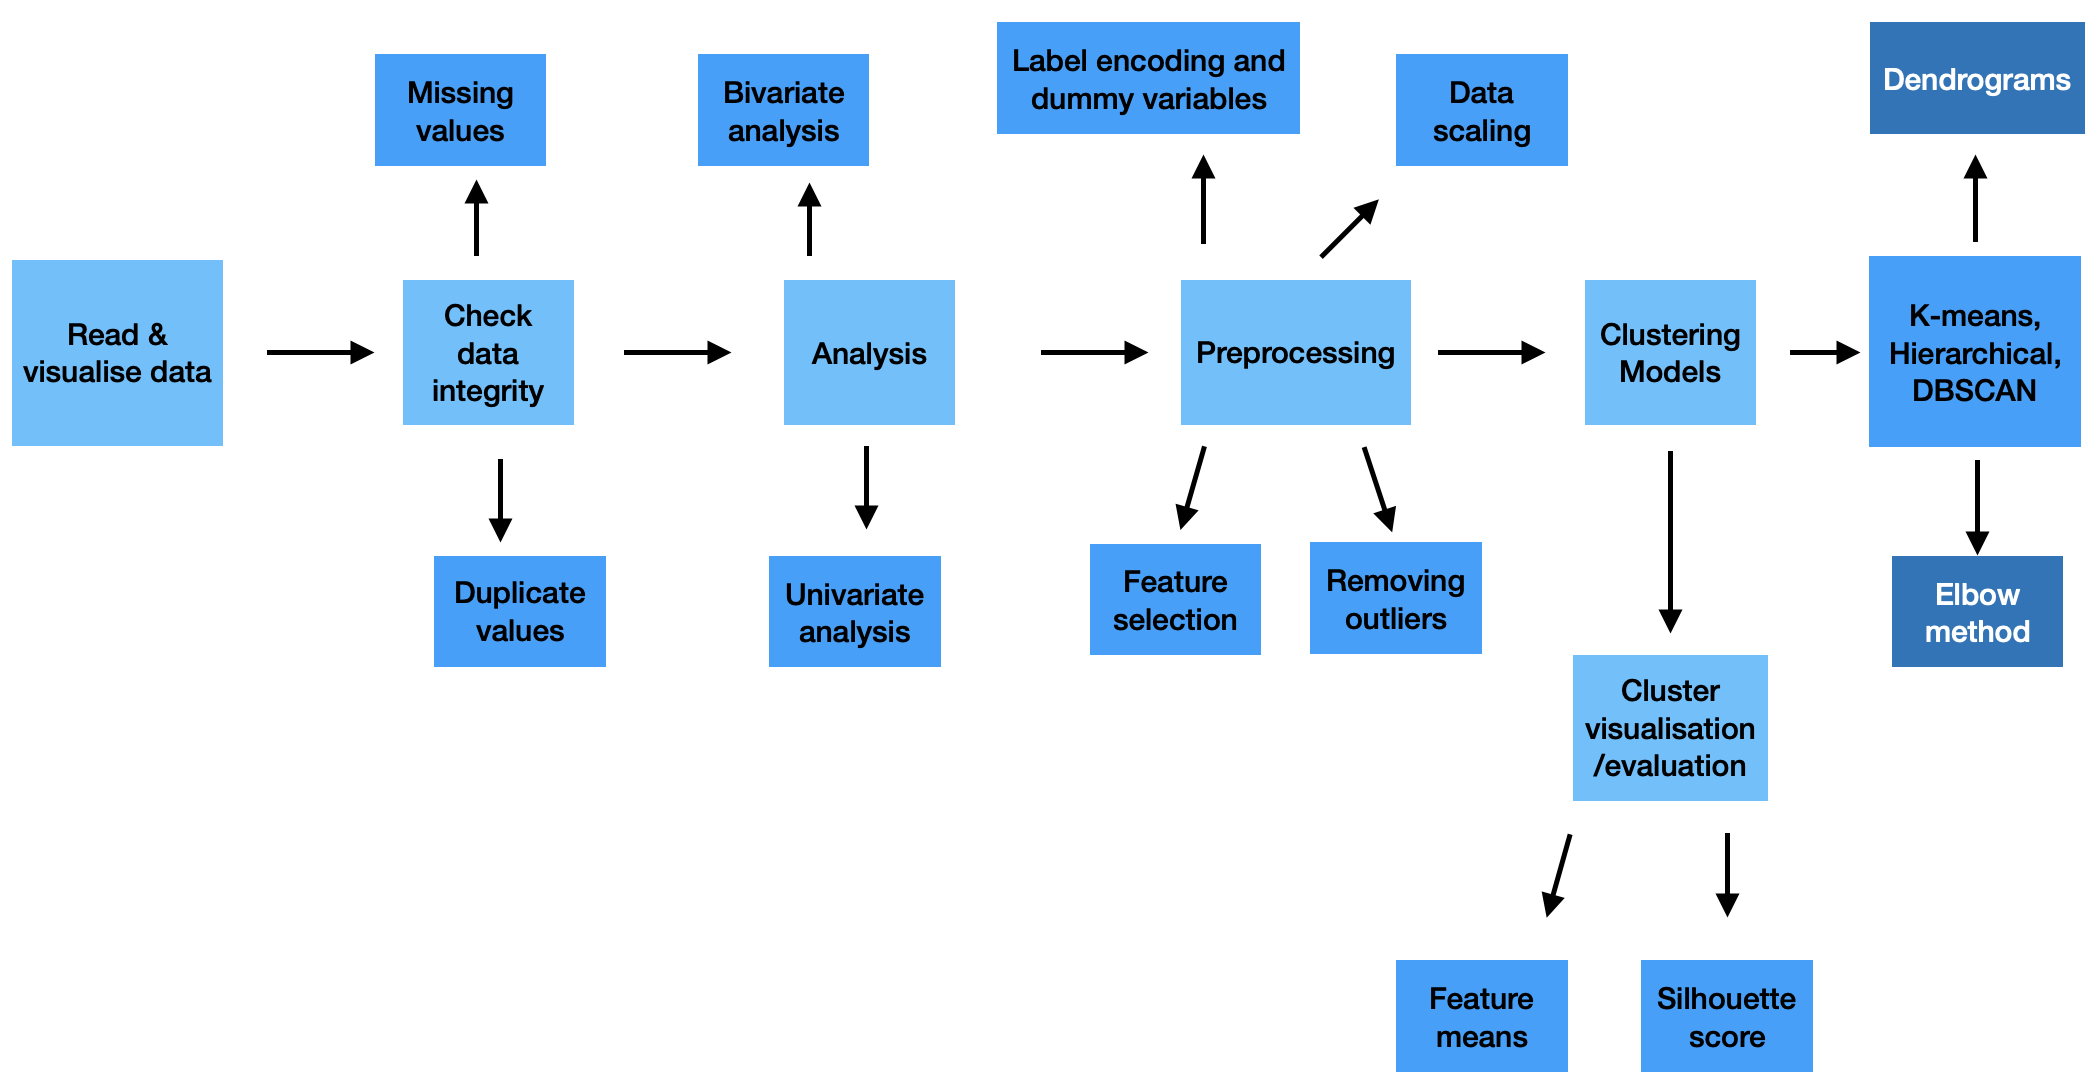 Missing
values
Bivariate
analysis
Label encoding and
dummy variables
Data
scaling
Dendrograms
Read &
visualise data
Check
data
integrity
Analysis
Preprocessing
Clustering
Models
K-means,
Hierarchical,
DBSCAN
Duplicate
values
Univariate
analysis
Feature
selection
Removing
outliers
Elbow
method
Cluster
visualisation
/evaluation
Feature
means
Silhouette
score